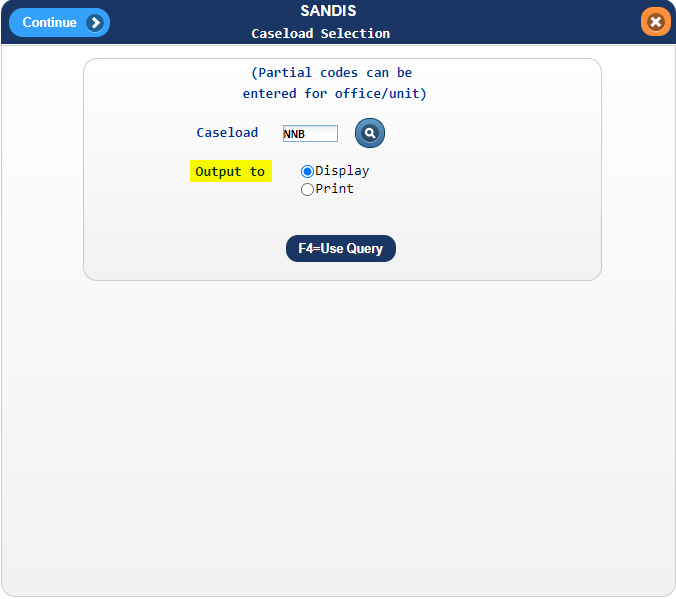 Continue
SANDIS
Caseload Selection
(Partial codes can be
entered for office/unit)
Caseload NNB
Output to Display
Print
F4=Use Query